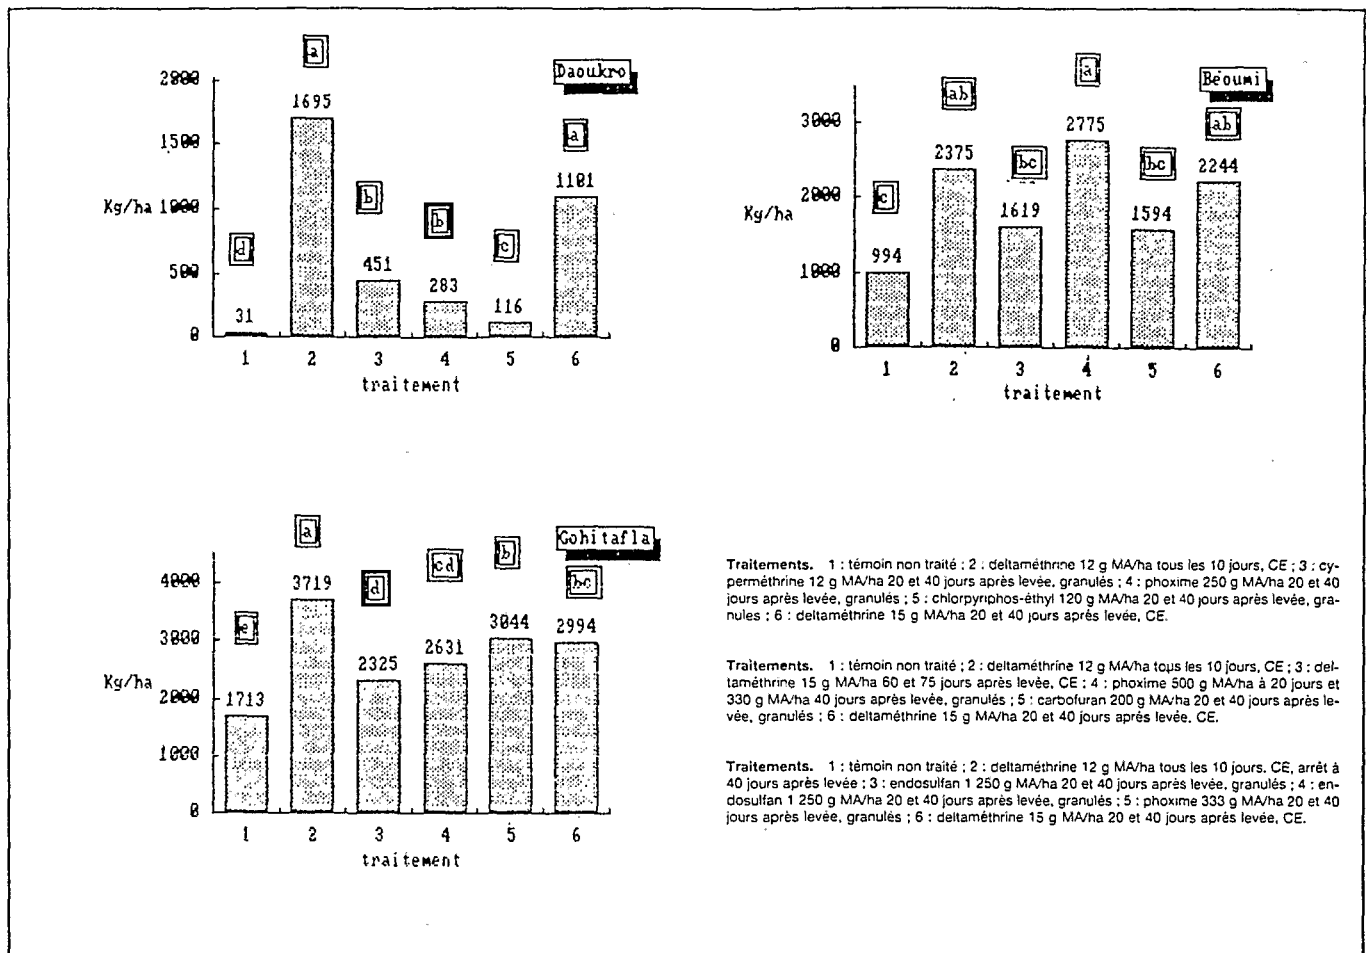 Daoukro
a
2000
1695
1500
a
1101
b
Kg/ha 1000
b
d
c
500
451
283
116
31
0
1 2 3 4 5 6
traitement
Béoumi
a
ab
3000
2775
ab
bc
bc
2375
2244
c
Kg/ha
2000
1619
1594
994
1000
0
1 2 3 4 5 6
traitement
Gohitafla
a
b
cd
bc
4000
d
3719
e
3044
2994
3000
2631
2325
Kg/ha
2000
1713
1000
0
1 2 3 4 5 6
traitement
Traitements. 1 : témoin non traité ; 2 : deltaméthrine 12 g MA/ha tous les 10 jours, CE ; 3 : cy-
perméthrine 12 g MA/ha 20 et 40 jours après levée, granulés ; 4 : phoxime 250 g MA/ha 20 et 40
jours après levée, granulés ; 5 : chlorpyriphos-éthyl 120 g MA/ha 20 et 40 jours après levée, gra-
nules ; 6 : deltaméthrine 15 g MA/ha 20 et 40 jours après levée, CE.
Traitements. 1 : témoin non traité ; 2 : deltaméthrine 12 g MA/ha tous les 10 jours, CE ; 3 : del-
taméthrine 15 g MA/ha 60 et 75 jours après levée, CE ; 4 : phoxime 500 g MA/ha à 20 jours et
330 g MA/ha 40 jours après levée, granulés ; 5 : carbofuran 200 g MA/ha 20 et 40 jours après le-
vée, granulés ; 6 : deltaméthrine 15 g MA/ha 20 et 40 jours après levée. CE.
Traitements. 1 : témoin non traité ; 2 : deltaméthrine 12 g MA/ha tous les 10 jours. CE, arrêt à
40 jours après levée ; 3 : endosulfan 1 250 g MA/ha 20 et 40 jours après levée, granulés ; 4 : en-
dosulfan 1 250 g MA/ha 20 et 40 jours après levée, granulés ; 5 : phoxime 333 g MA/ha 20 et 40
jours après levée, granulés ; 6 : deltaméthrine 15 g MA/ha 20 et 40 jours après levée, CE.